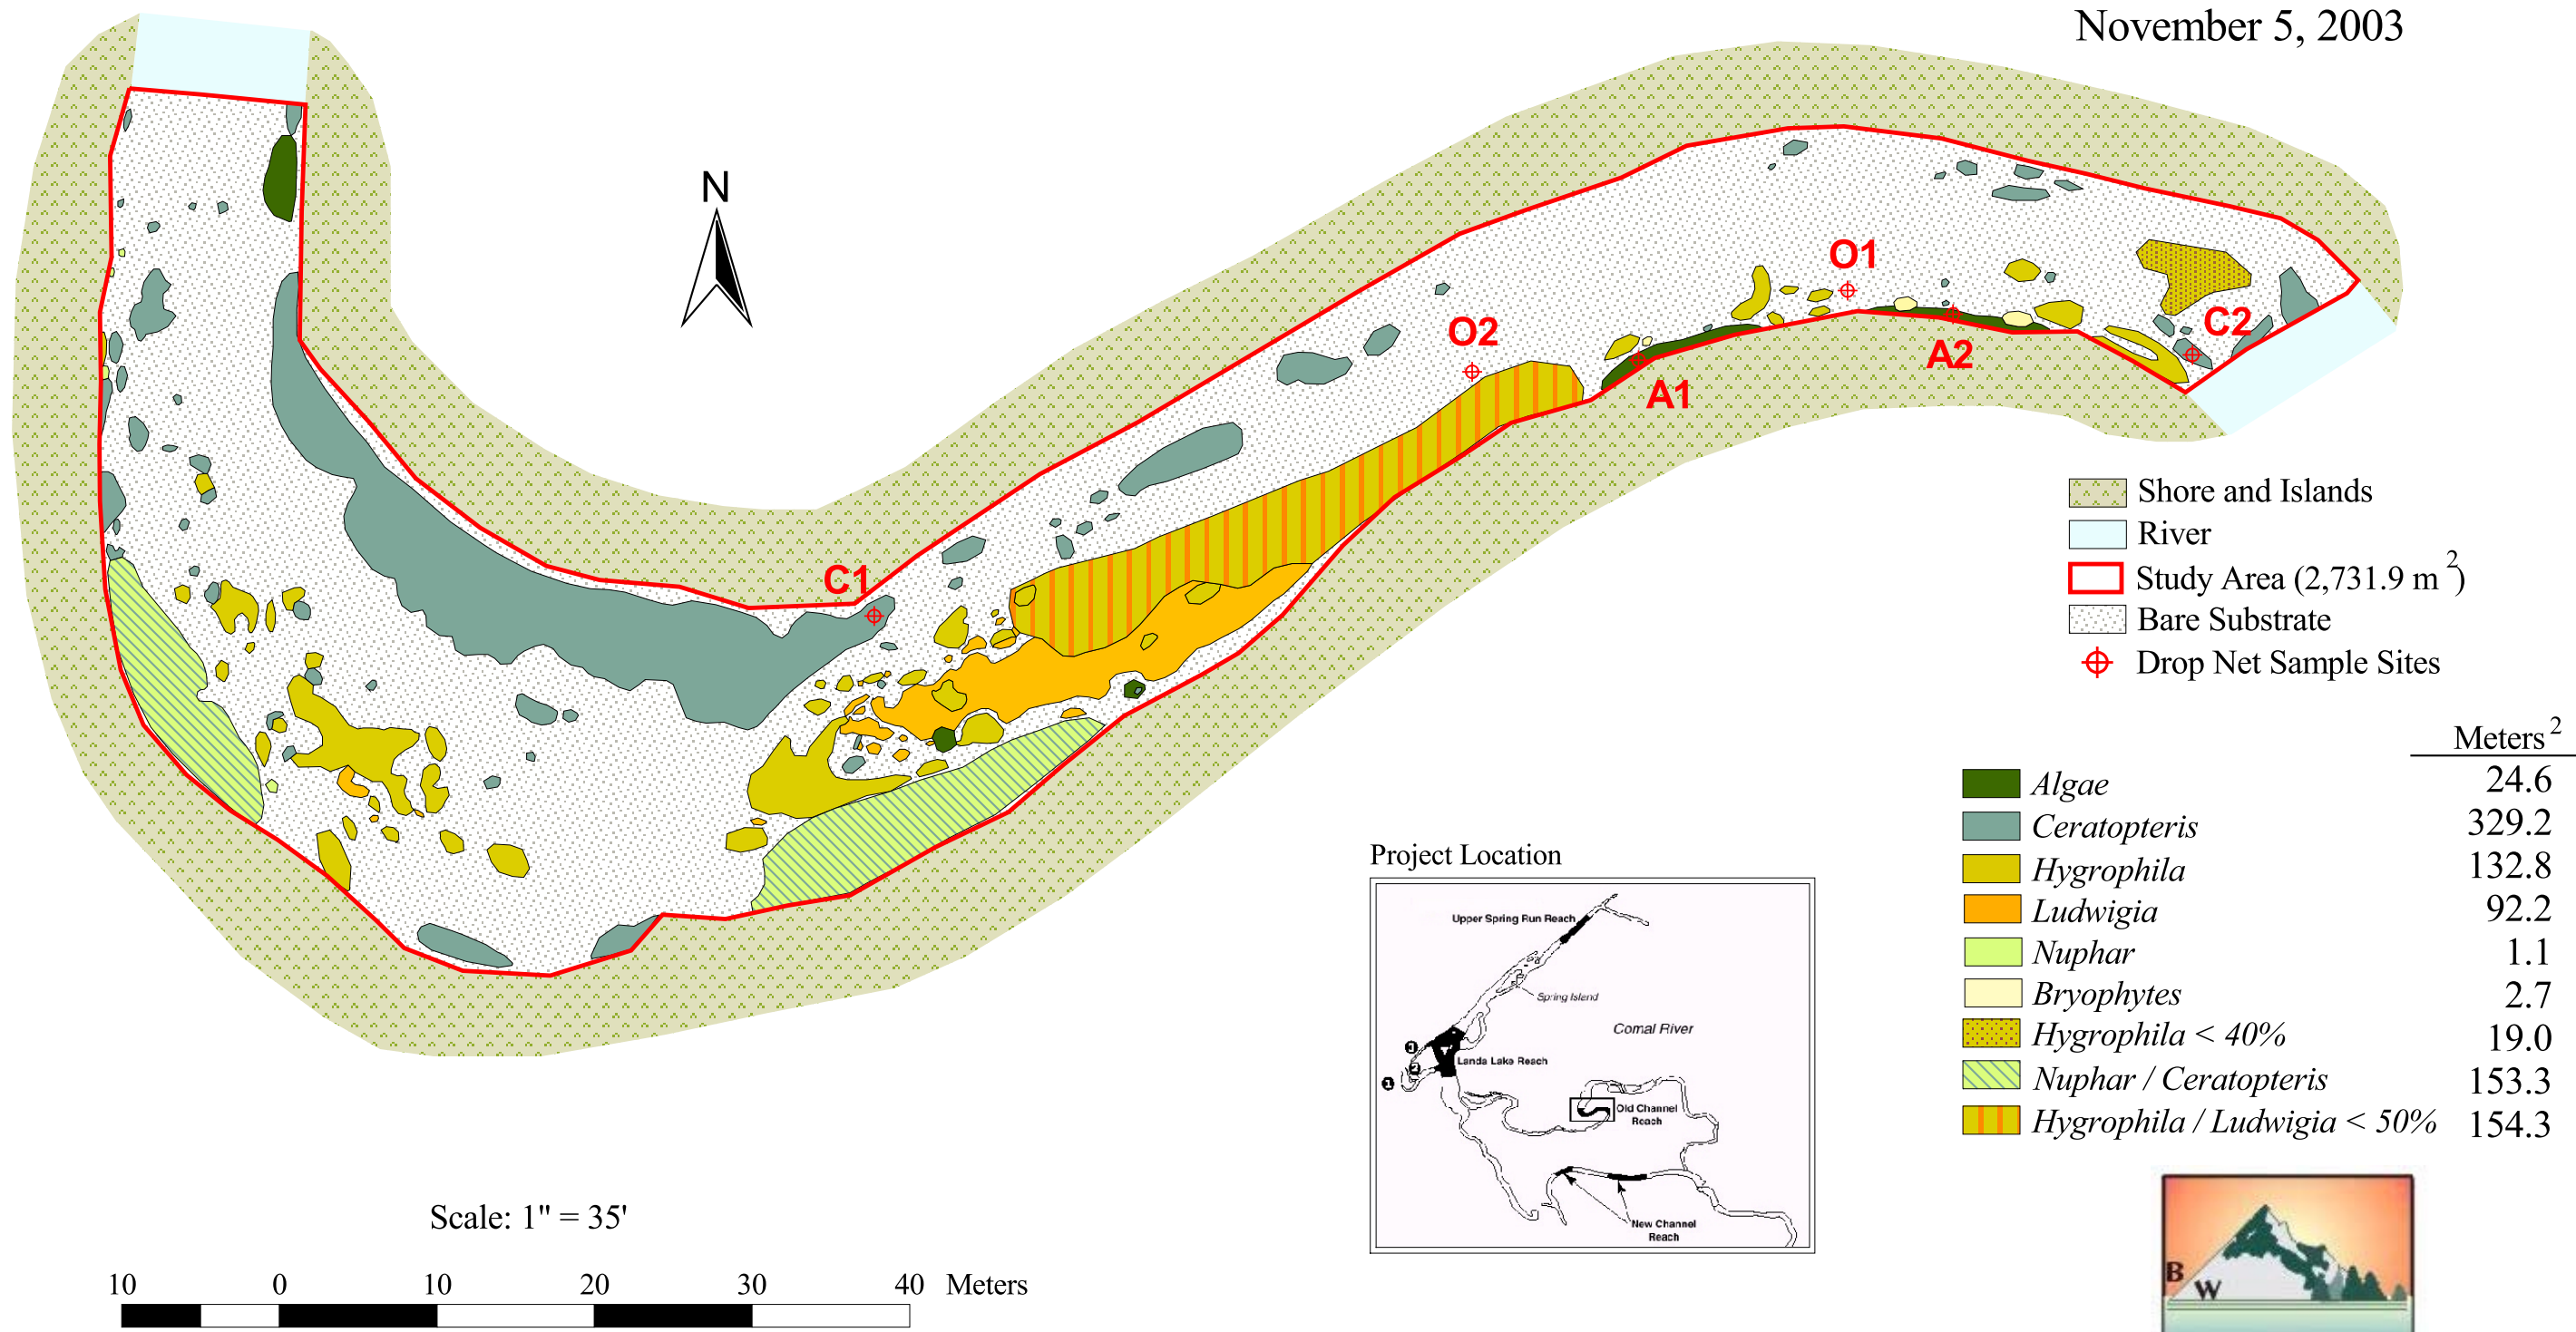 November 5, 2003
N
O1
O2
C2
A2
A1
C1
Shore and Islands
River
Study Area (2,731.9 m 2)
Bare Substrate
Drop Net Sample Sites
Meters 2
Algae 24.6
Ceratopteris 329.2
Hygrophila 132.8
Ludwigia 92.2
Nuphar 1.1
Bryophytes 2.7
Hygrophila < 40% 19.0
Nuphar / Ceratopteris 153.3
Hygrophila / Ludwigia < 50% 154.3
Project Location
Upper Spring Run Reach
Spring Island
Comal River
3
Landa Lake Reach
2
1
Old Channel
Reach
New Channel
Reach
Scale: 1" = 35'
10 0 10 20 30 40 Meters
B
W